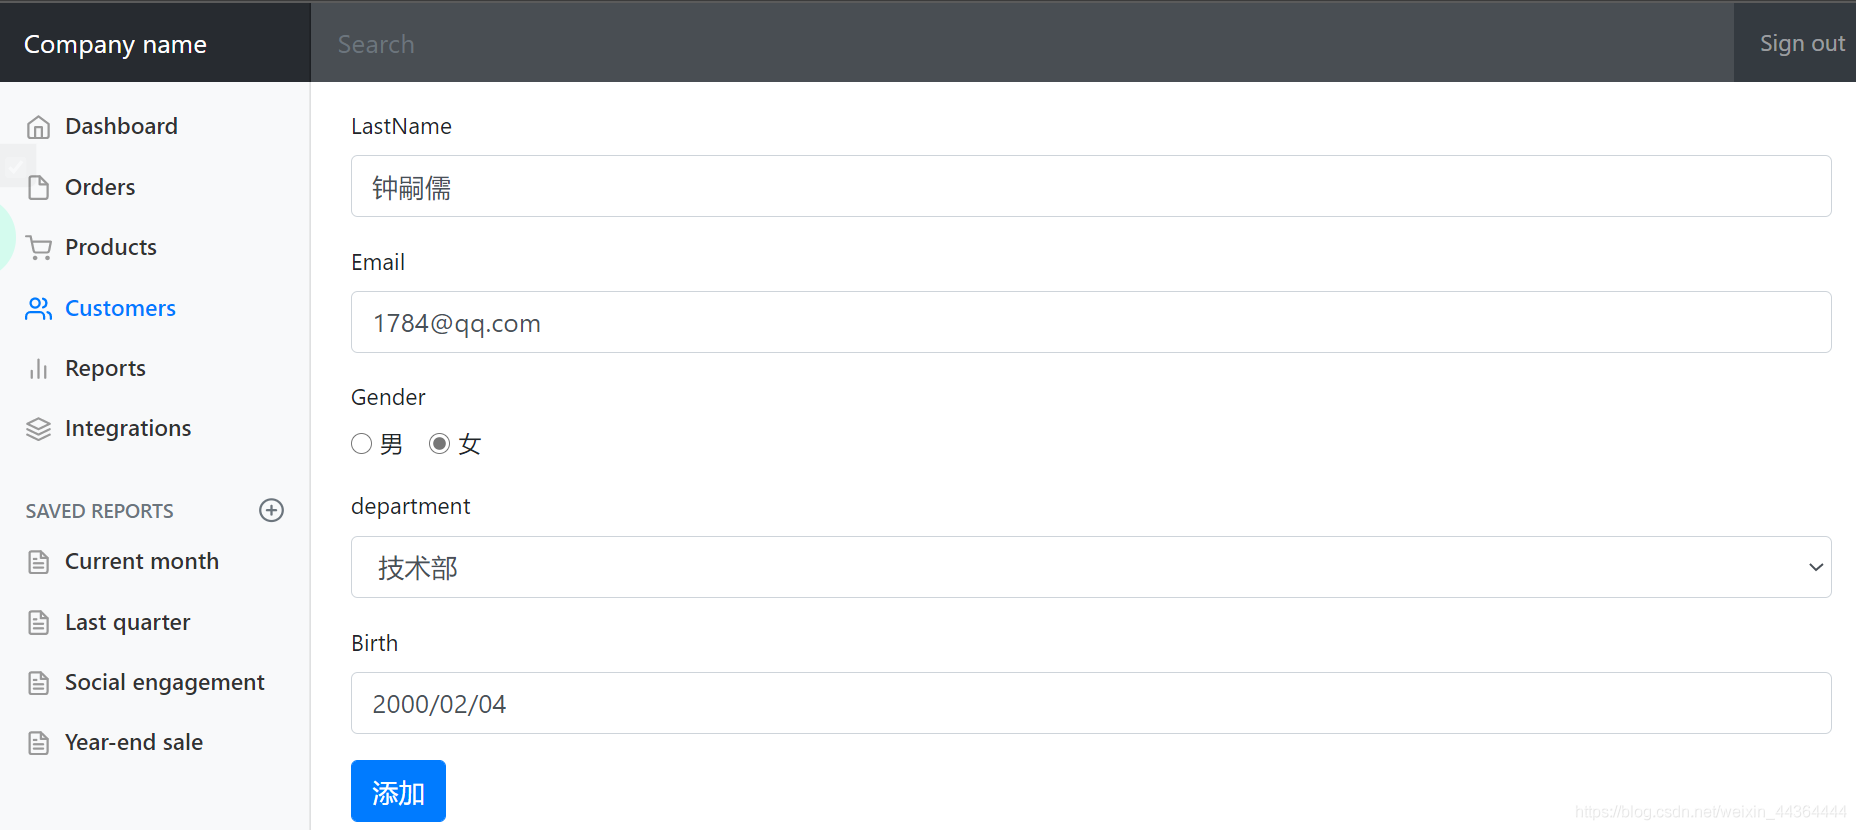 Company name
Search
Sign out
Dashboard
Orders
Products
Customers
Reports
Integrations
SAVED REPORTS
Current month
Last quarter
Social engagement
Year-end sale
LastName
钟嗣儒
Email
1784@qq.com
Gender
男 女
department
技术部
Birth
2000/02/04
添加
https://blog.csdn.net/weixin_44364444